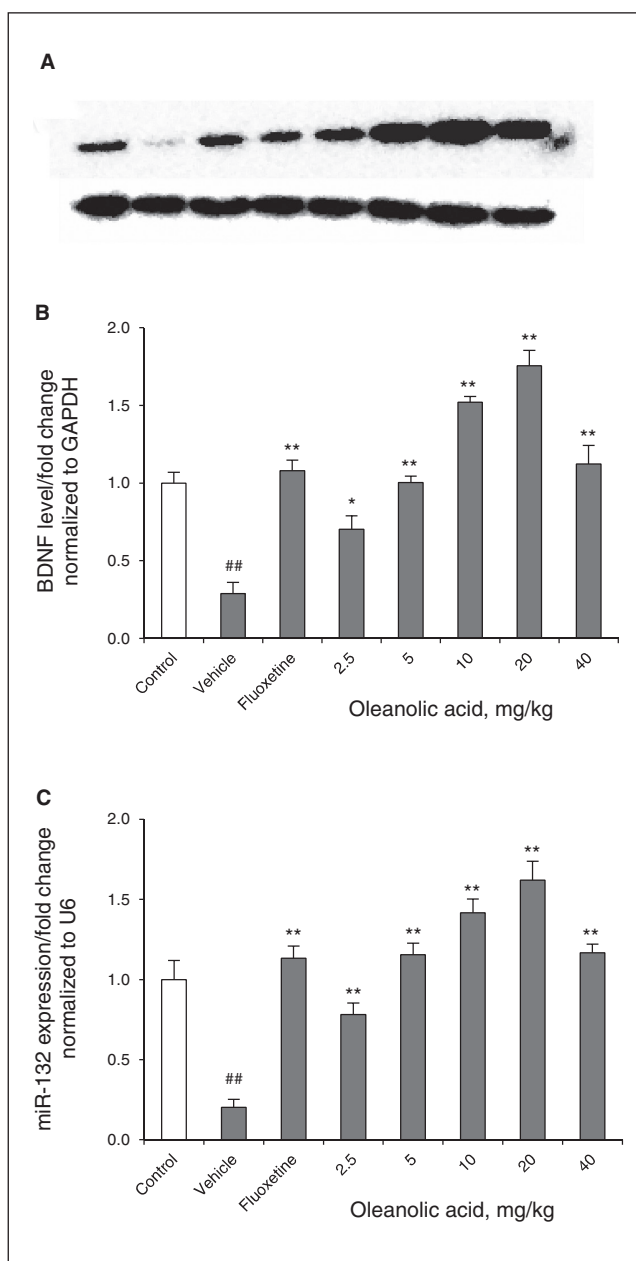 A
B
BDNF level/fold change
normalized to GAPDH
2.0
1.5
1.0
0.5
0.0
##
**
*
**
**
**
**
Control
Vehicle
Fluoxetine
2.5
5
10
20
40
Oleanolic acid, mg/kg
C
miR-132 expression/fold change
normalized to U6
2.0
1.5
1.0
0.5
0.0
##
**
**
**
**
**
**
Control
Vehicle
Fluoxetine
2.5
5
10
20
40
Oleanolic acid, mg/kg